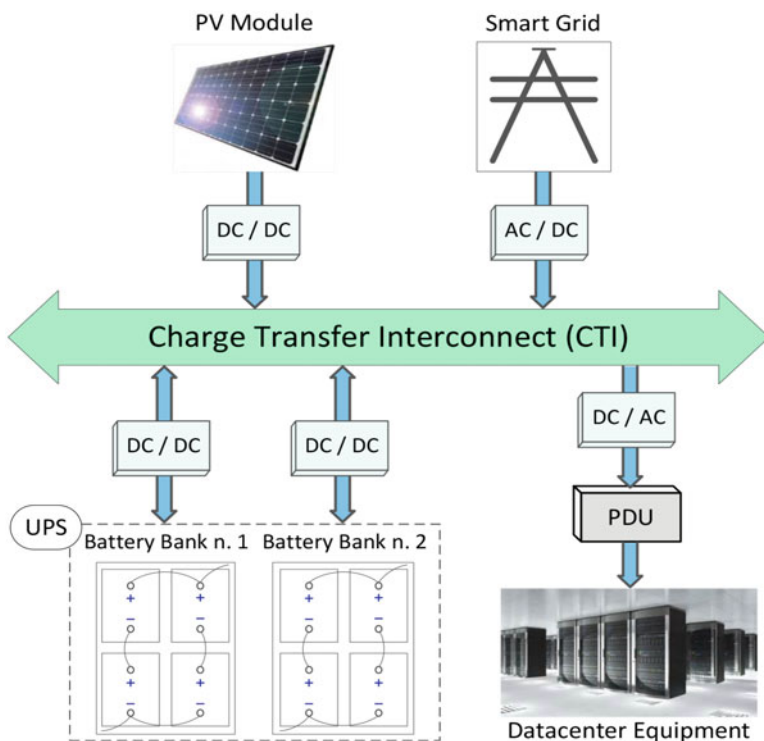 PV Module
Smart Grid
DC / DC
AC / DC
Charge Transfer Interconnect (CTI)
DC / DC
DC / DC
DC / AC
UPS
PDU
Battery Bank n. 1
Battery Bank n. 2
+ +
– –
+ +
– –
+ +
– –
+ +
– –
Datacenter Equipment